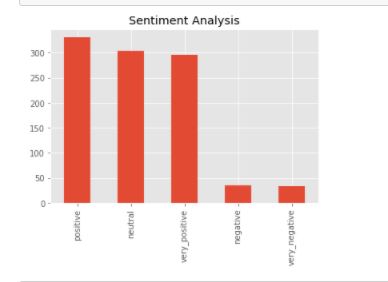 Sentiment Analysis
300
250
200
150
100
50
0
positive
neutral
very_positive
negative
very_negative